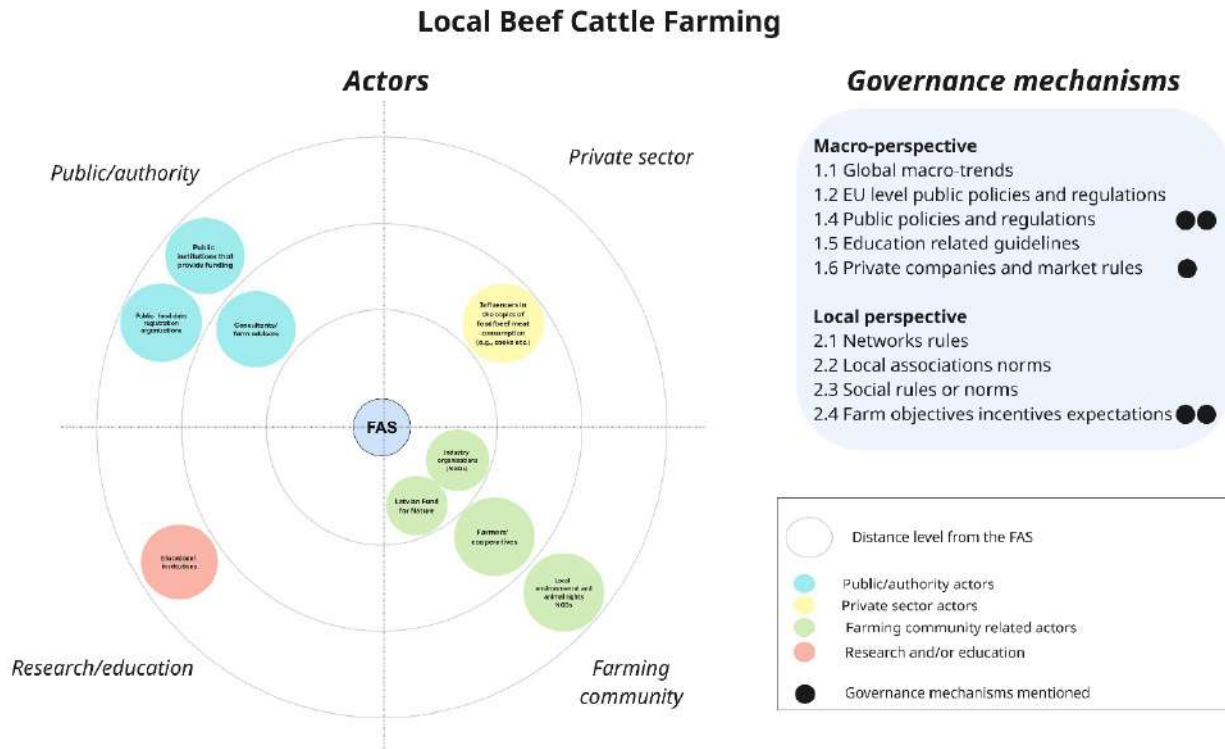 Local Beef Cattle Farming
Actors
Governance mechanisms
Public/authority
Private sector
Public
institutions that
provide funding
Public food data
registration
organizations
Consultants/
farm advisors
Influencers in
the topics of
food/beef meat
consumption
(e.g., cooks etc.)
FAS
Industry
organizations
(NGOs)
Latvian Fund
for Nature
Farmers'
cooperatives
Local
environmental and
animal rights
NGOs
Educational
institutions
Research/education
Farming
community
Macro-perspective
1.1 Global macro-trends
1.2 EU level public policies and regulations
1.4 Public policies and regulations
1.5 Education related guidelines
1.6 Private companies and market rules
Local perspective
2.1 Networks rules
2.2 Local associations norms
2.3 Social rules or norms
2.4 Farm objectives incentives expectations
Distance level from the FAS
Public/authority actors
Private sector actors
Farming community related actors
Research and/or education
Governance mechanisms mentioned